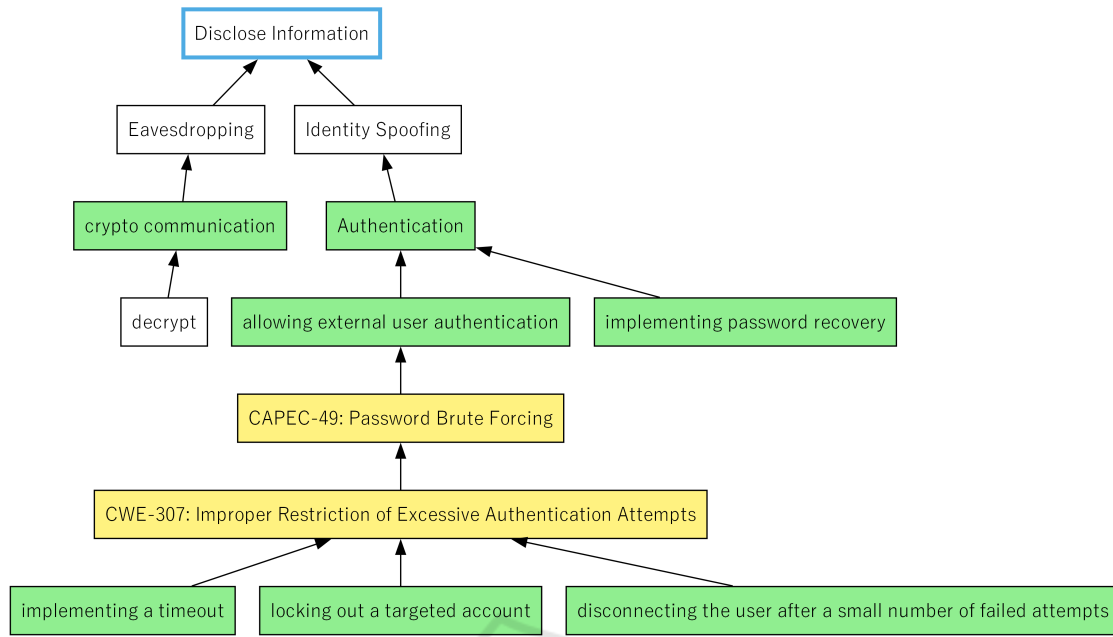 Disclose Information
Eavesdropping
Identity Spoofing
crypto communication
Authentication
decrypt
allowing external user authentication
implementing password recovery
CAPEC-49: Password Brute Forcing
CWE-307: Improper Restriction of Excessive Authentication Attempts
implementing a timeout
locking out a targeted account
disconnecting the user after a small number of failed attempts